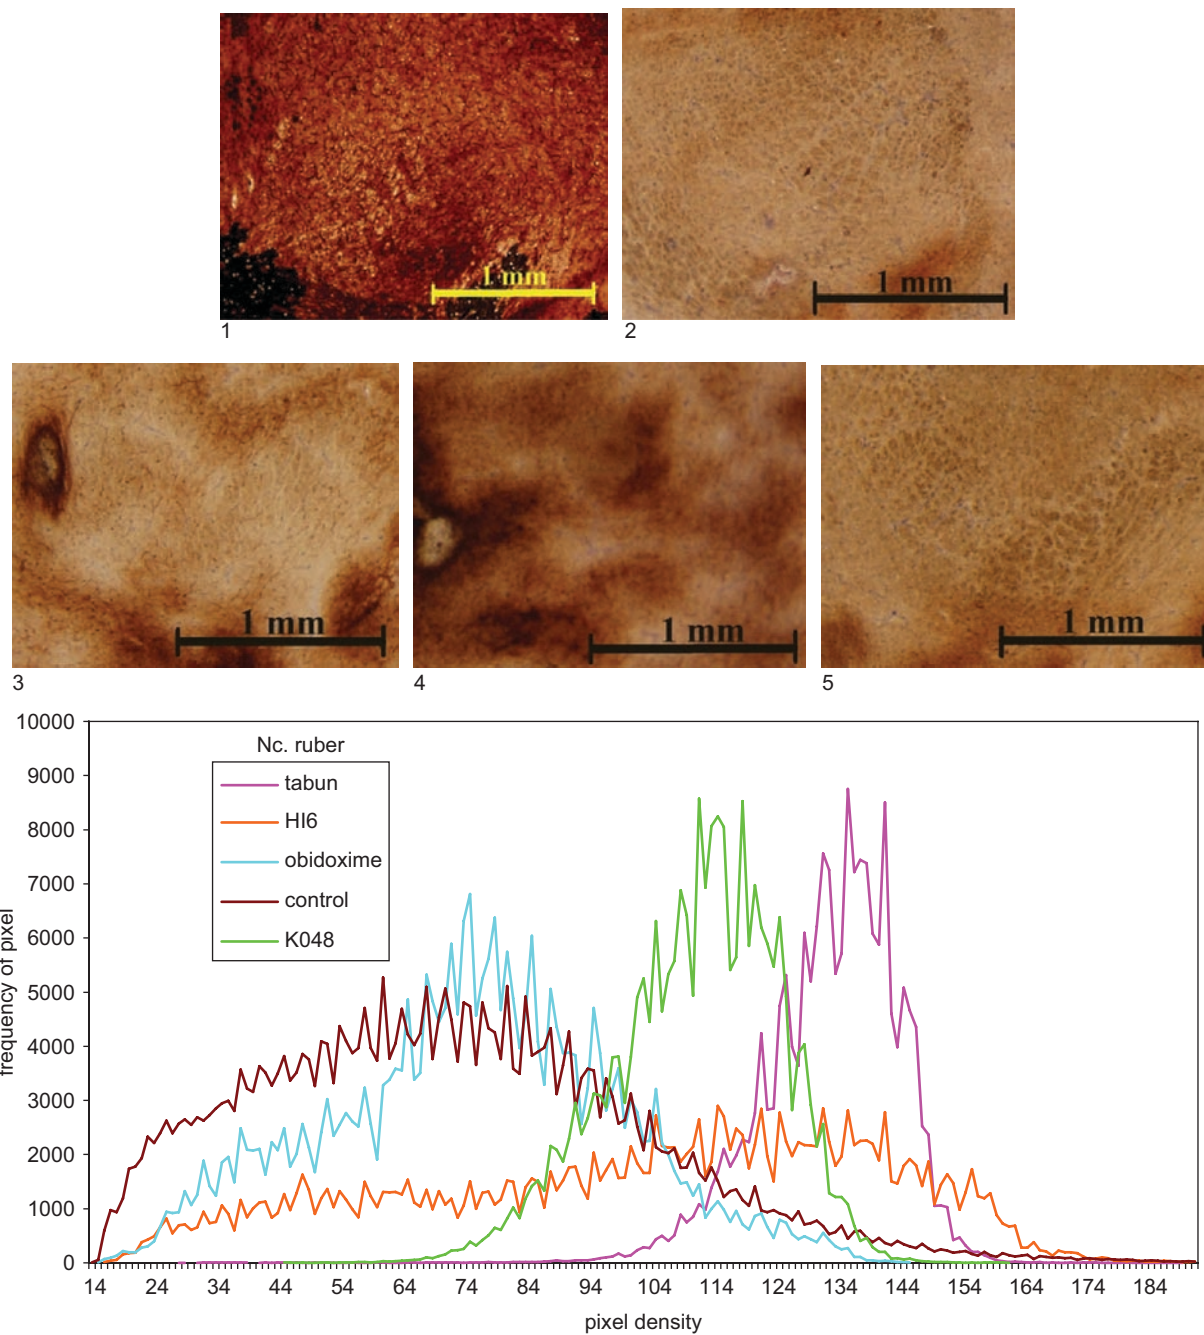 1 mm
1 mm
1
2
1 mm
1 mm
1 mm
3
4
5
10000
9000
8000
7000
6000
5000
4000
3000
2000
1000
0
frequency of pixel
Nc. ruber
tabun
HI6
obidoxime
control
K048
14 24 34 44 54 64 74 84 94 104 114 124 134 144 154 164 174 184
pixel density